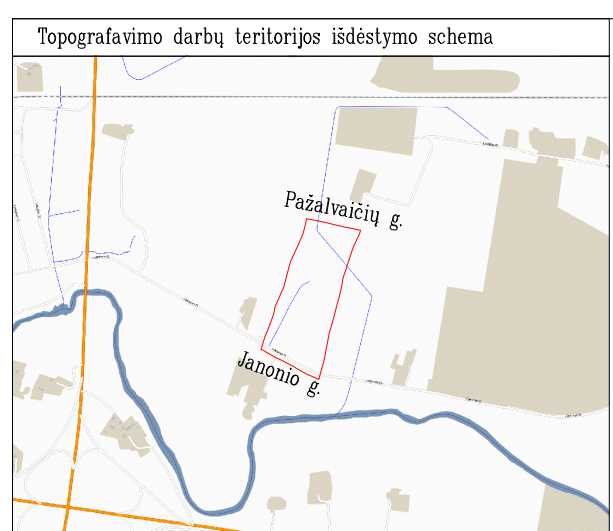 Topografavimo darbų teritorijos išdėstymo schema
Pažalvaičių g.
Janonio g.